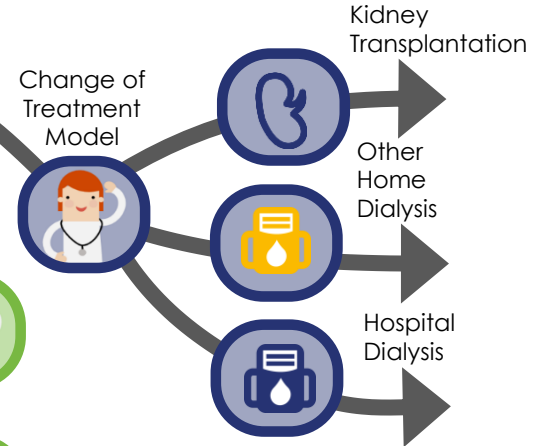 Kidney
Transplantation
Change of
Treatment
Model
Other
Home
Dialysis
Hospital
Dialysis